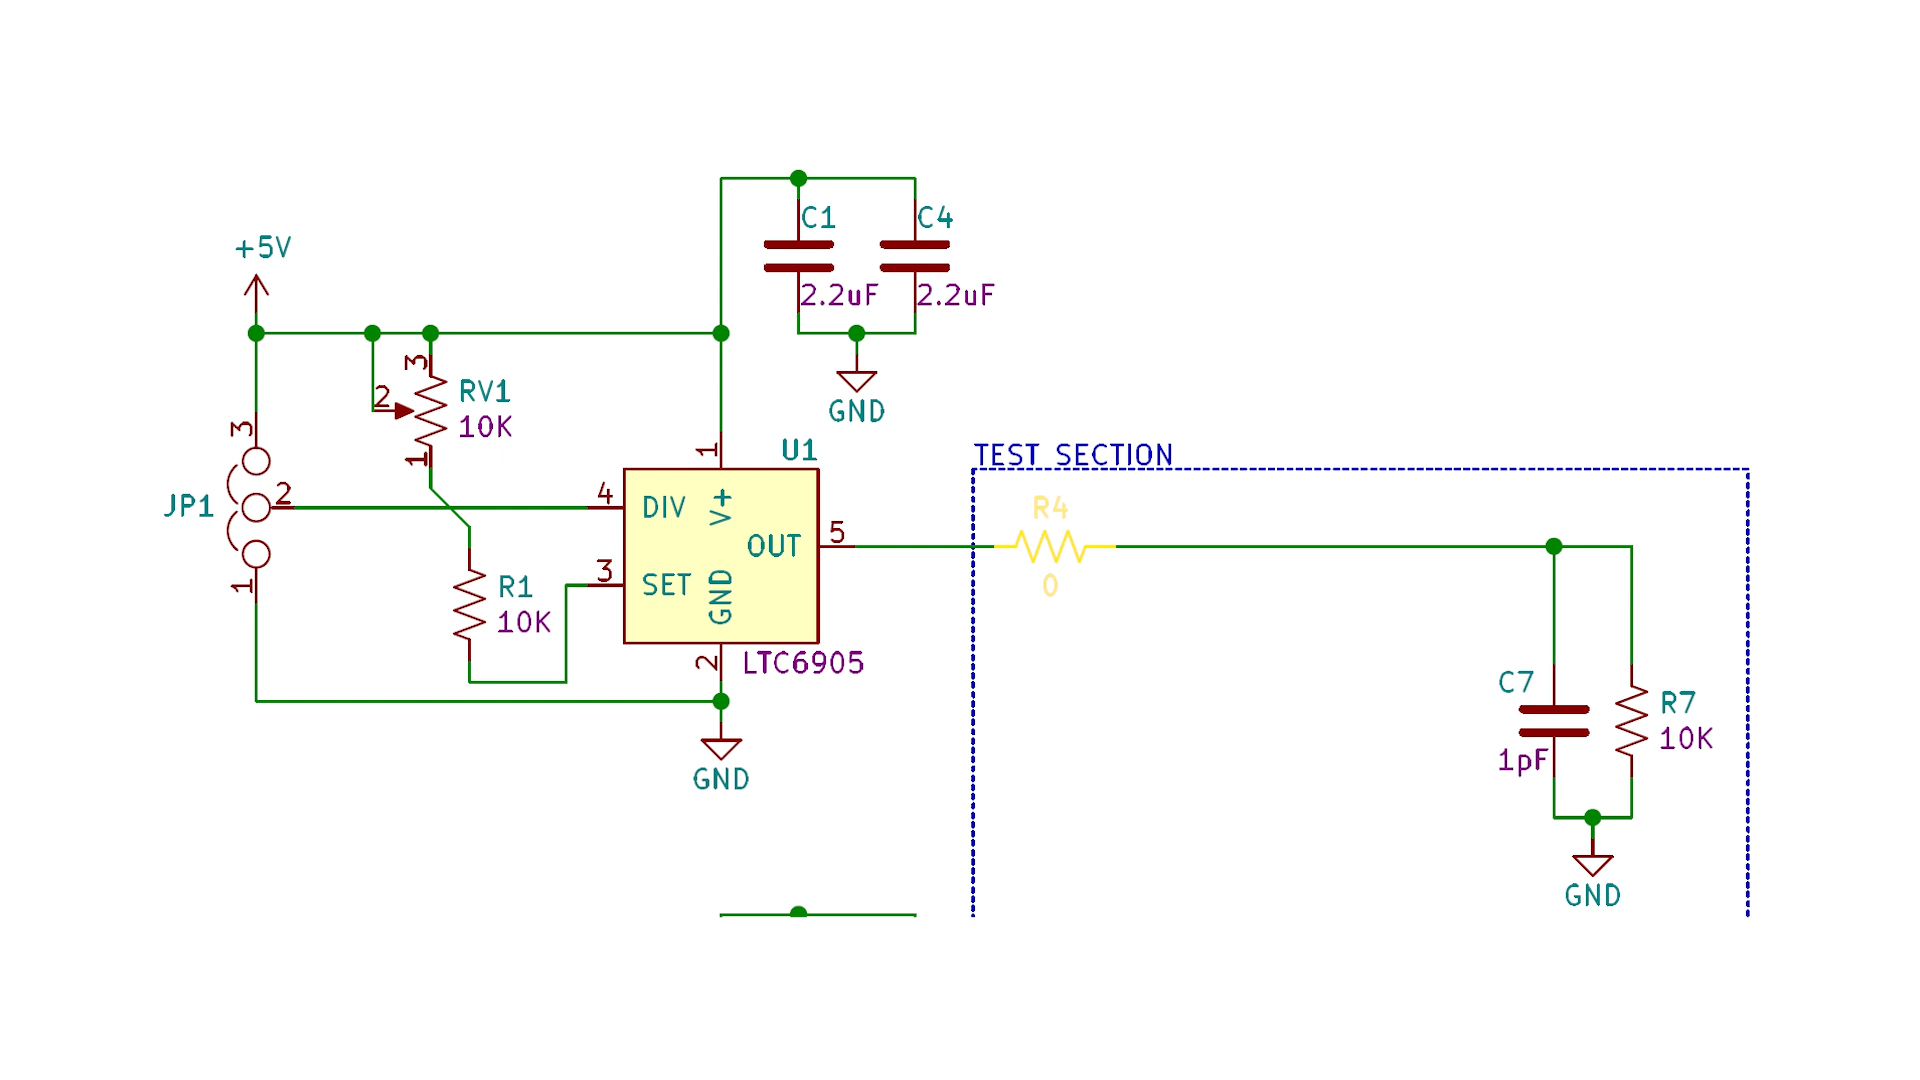 C1
C4
+5V
2.2uF
2.2uF
3
2
RV1
10K
GND
3
1
1
U1
TEST SECTION
JP1
2
4
DIV
V+
R4
5
OUT
3
SET
GND
0
1
R1
10K
2
LTC6905
C7
R7
10K
1pF
GND
GND